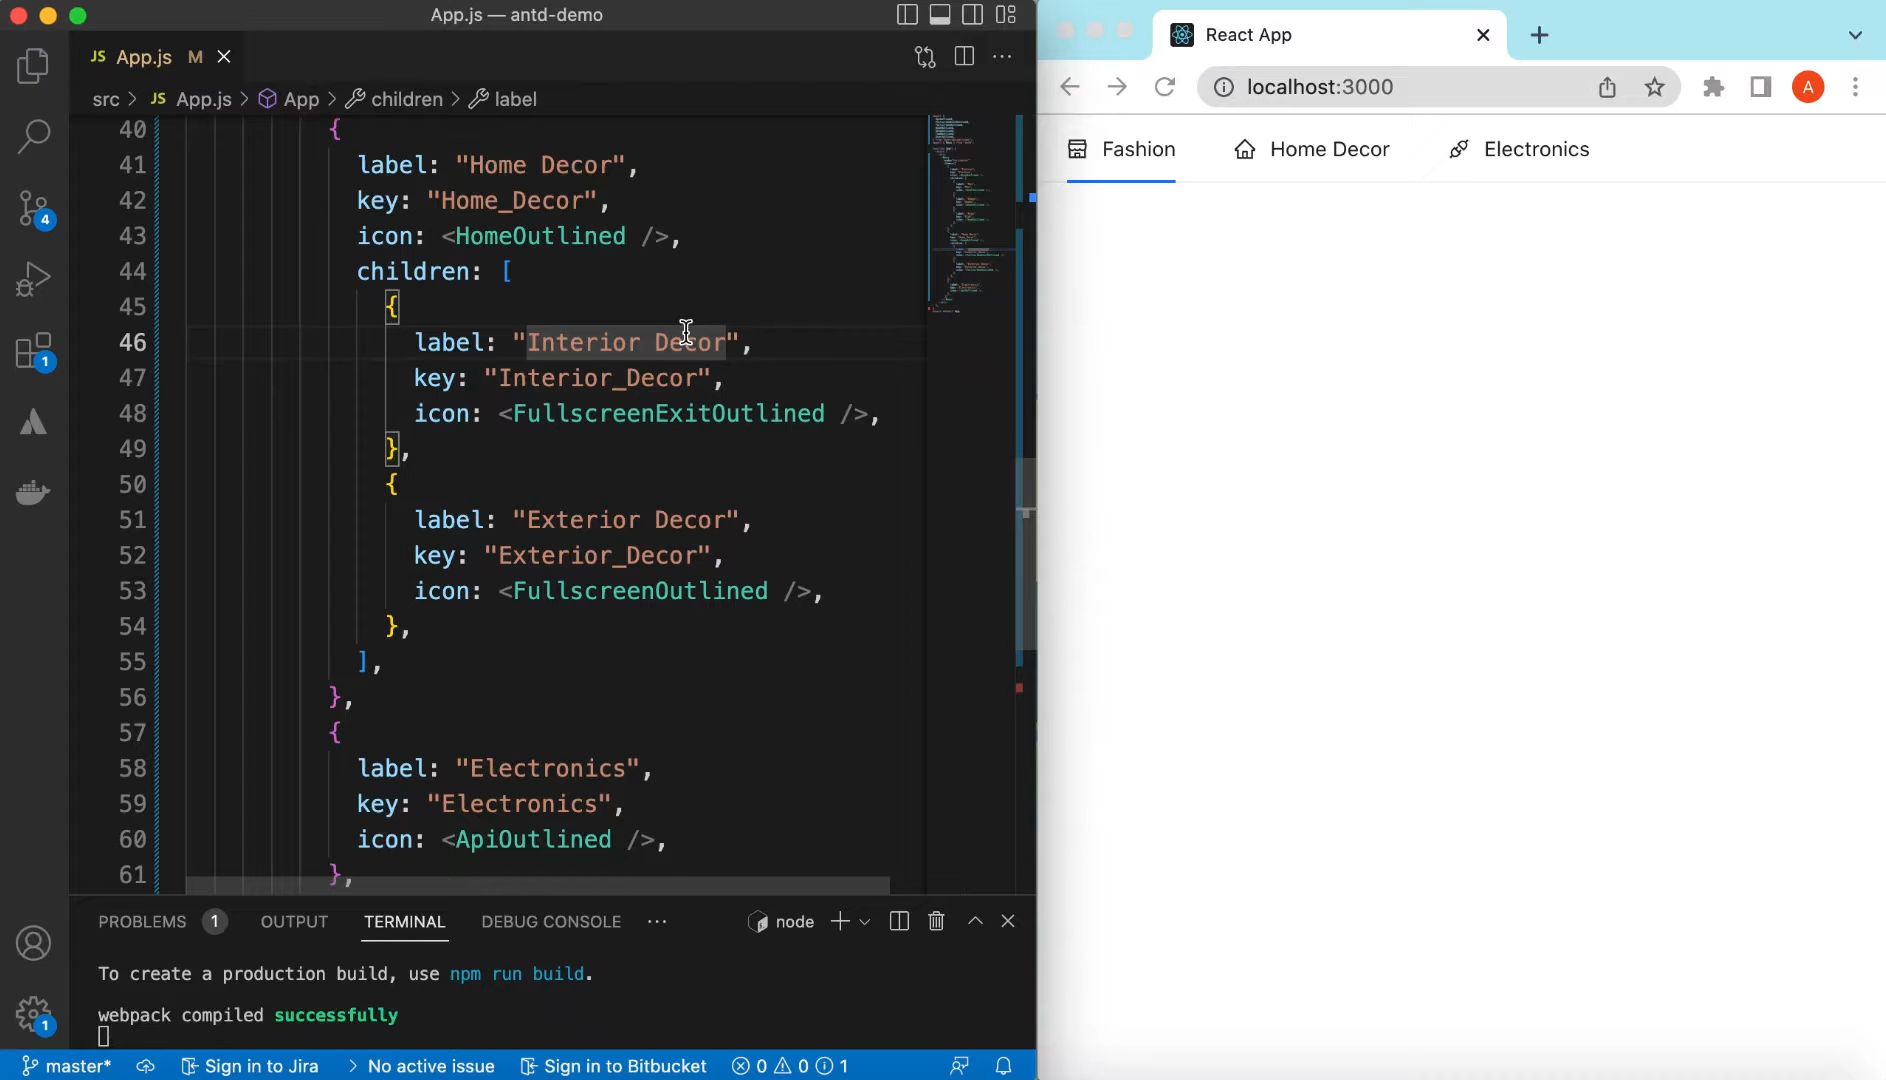 App.js — antd-demo
JS App.js M
src > JS App.js > App > children > label
40 {
41 label: "Home Decor",
42 key: "Home_Decor",
43 icon: <HomeOutlined />,
44 children: [
45 {
46 label: "Interior Decor",
47 key: "Interior_Decor",
48 icon: <FullscreenExitOutlined />,
49 },
50 {
51 label: "Exterior Decor",
52 key: "Exterior_Decor",
53 icon: <FullscreenOutlined />,
54 },
55 ],
56 },
57 {
58 label: "Electronics",
59 key: "Electronics",
60 icon: <ApiOutlined />,
61 },
4
1
1
PROBLEMS 1 OUTPUT TERMINAL DEBUG CONSOLE ··· node
To create a production build, use npm run build.
webpack compiled successfully
master* Sign in to Jira > No active issue Sign in to Bitbucket 0 0 1
React App
localhost:3000
A
Fashion Home Decor Electronics